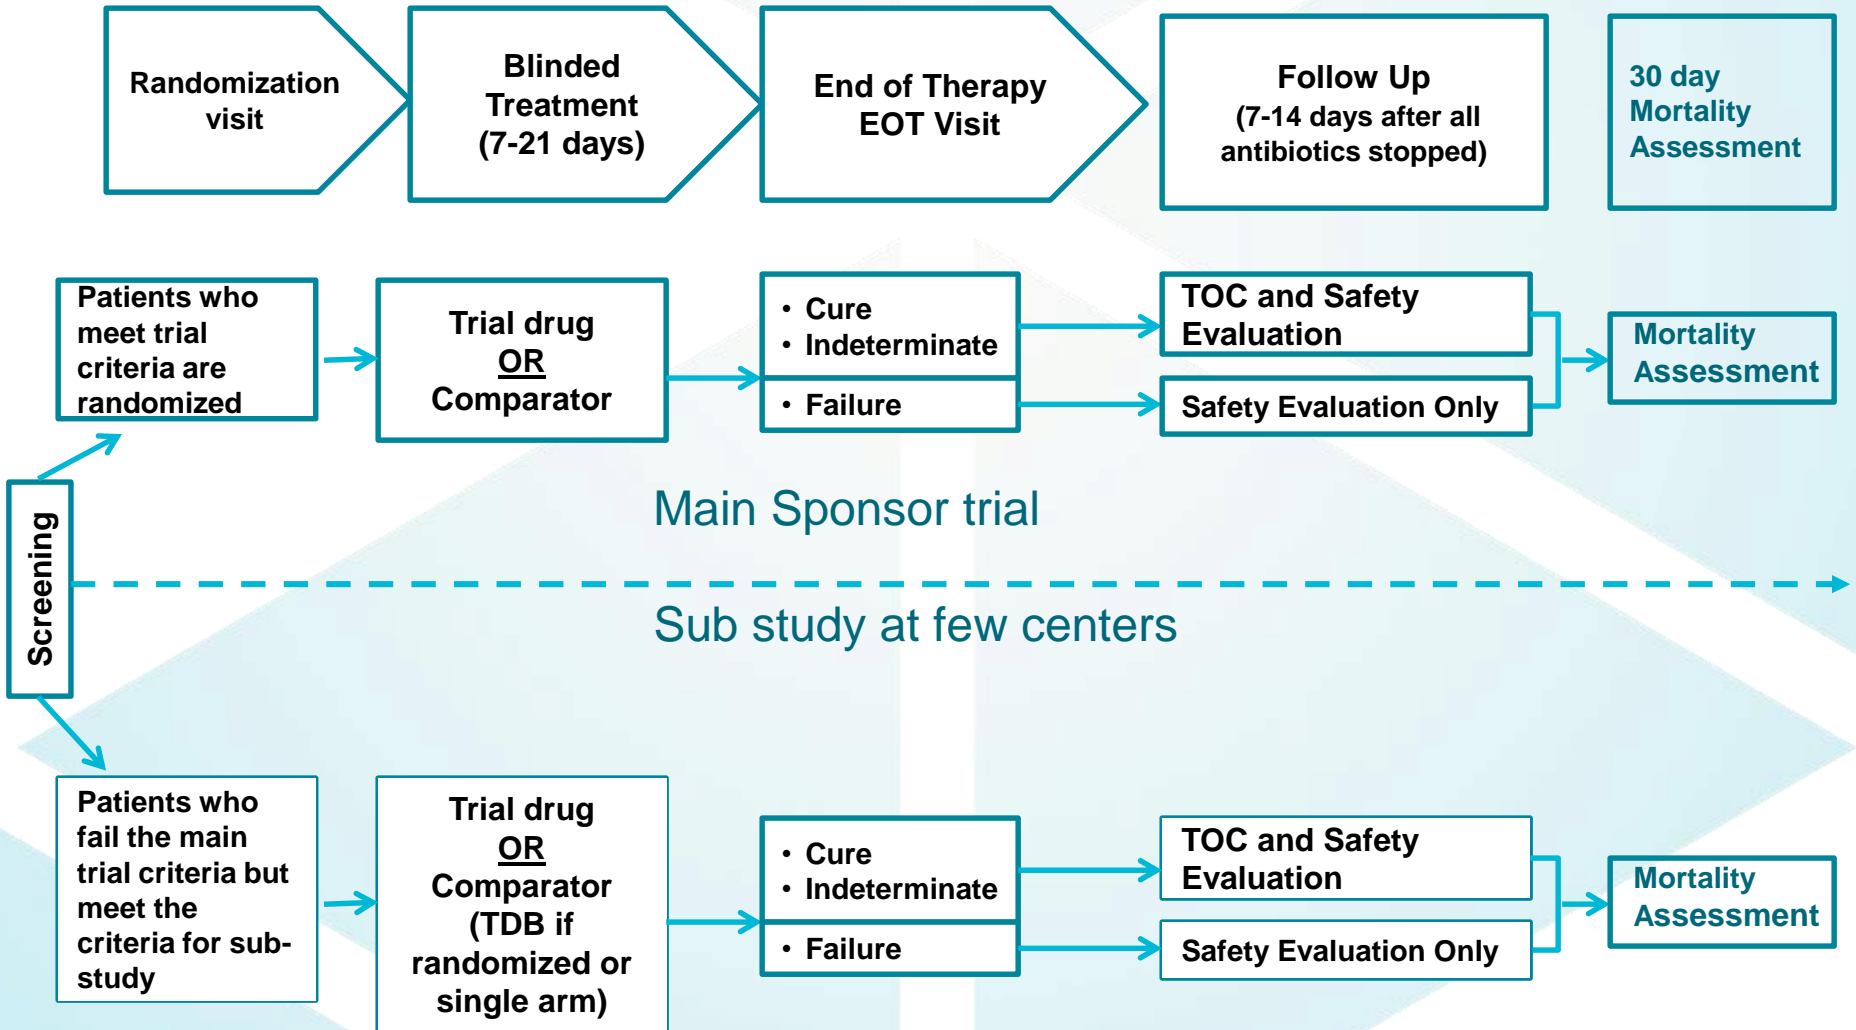 Randomization
visit
Blinded
Treatment
(7-21 days)
End of Therapy
EOT Visit
Follow Up
(7-14 days after all
antibiotics stopped)
30 day
Mortality
Assessment
Patients who
meet trial
criteria are
randomized
Trial drug
OR
Comparator
• Cure
• Indeterminate
• Failure
TOC and Safety
Evaluation
Safety Evaluation Only
Mortality
Assessment
Main Sponsor trial
Screening
Sub study at few centers
Patients who
fail the main
trial criteria but
meet the
criteria for sub-
study
Trial drug
OR
Comparator
(TDB if
randomized or
single arm)
• Cure
• Indeterminate
• Failure
TOC and Safety
Evaluation
Safety Evaluation Only
Mortality
Assessment